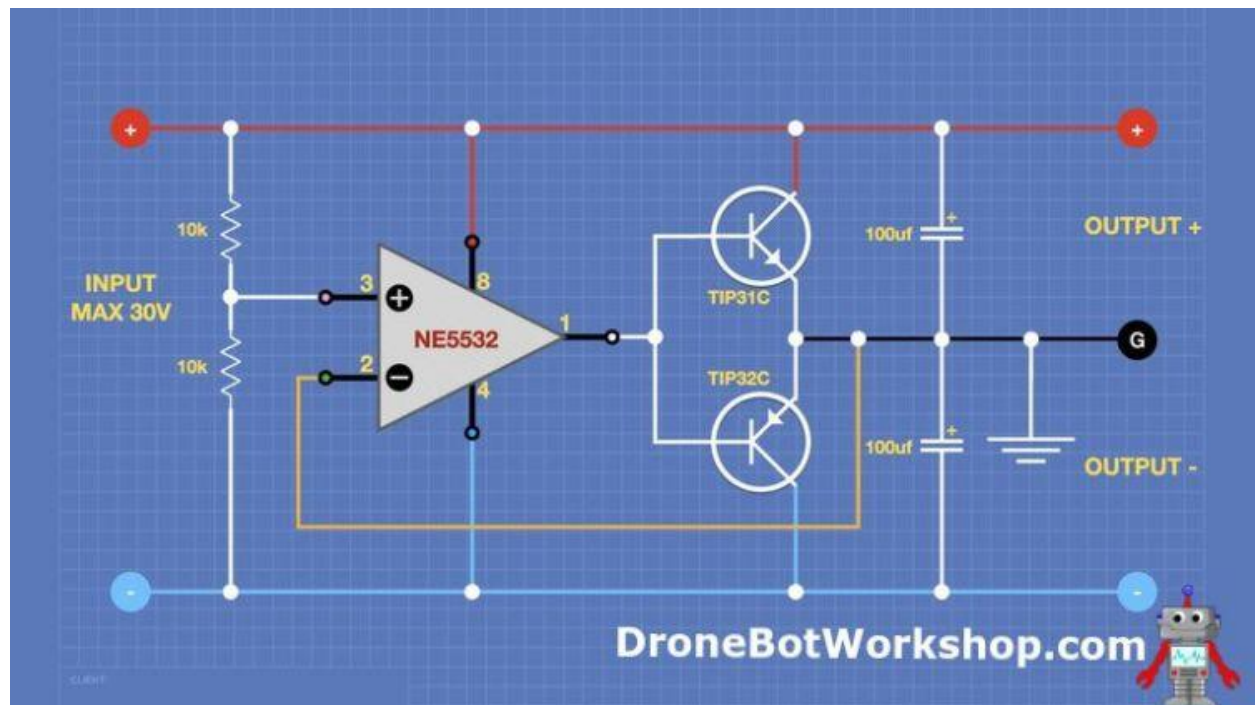 +
+
10k
100uf
+
OUTPUT +
INPUT
MAX 30V
3
+
8
NE5532
1
TIP31C
G
10k
2
−
4
TIP32C
100uf
+
OUTPUT -
-
-
DroneBotWorkshop.com
CLIENT: